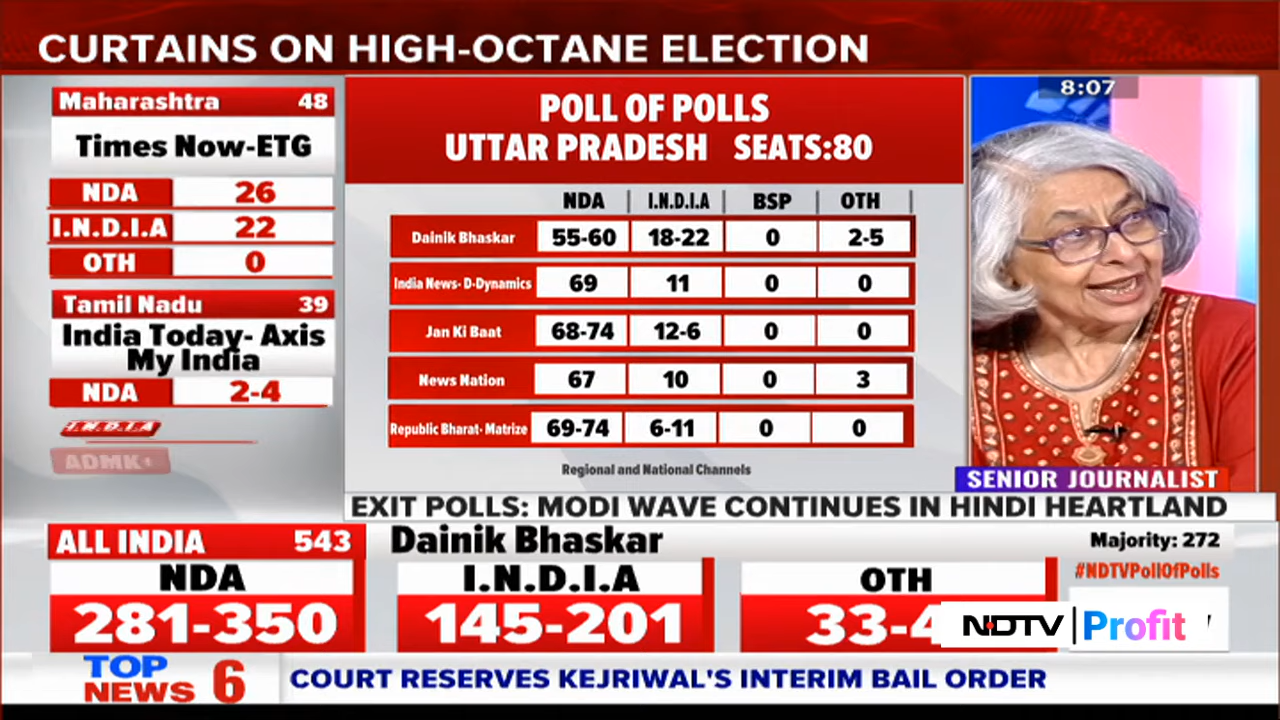 CURTAINS ON HIGH-OCTANE ELECTION
Maharashtra 48
Times Now-ETG
NDA 26
I.N.D.I.A 22
OTH 0
Tamil Nadu 39
India Today- Axis
My India
NDA 2-4
I.N.D.I.A
ADMK+
POLL OF POLLS
UTTAR PRADESH SEATS:80
NDA I.N.D.I.A BSP OTH
Dainik Bhaskar 55-60 18-22 0 2-5
India News- D-Dynamics 69 11 0 0
Jan Ki Baat 68-74 12-6 0 0
News Nation 67 10 0 3
Republic Bharat- Matrize 69-74 6-11 0 0
Regional and National Channels
8:07
SENIOR JOURNALIST
EXIT POLLS: MODI WAVE CONTINUES IN HINDI HEARTLAND
ALL INDIA 543 Dainik Bhaskar Majority: 272
NDA I.N.D.I.A OTH #NDTVPollOfPolls
281-350 145-201 33-4
NDTV Profit
TOP NEWS 6
COURT RESERVES KEJRIWAL'S INTERIM BAIL ORDER